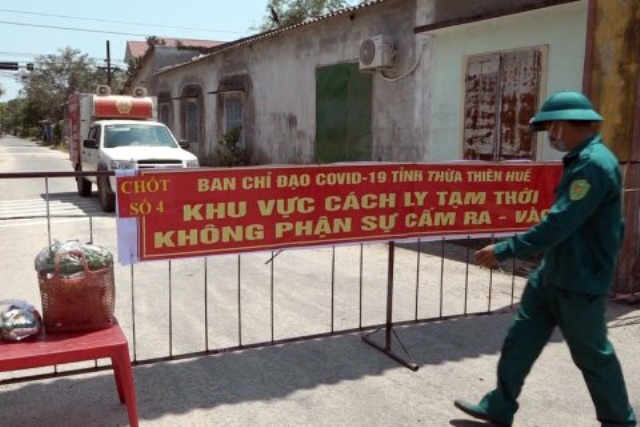 CHỐT
SỐ 4
BAN CHỈ ĐẠO COVID-19 TỈNH THỪA THIÊN HUẾ
KHU VỰC CÁCH LY TẠM THỜI
KHÔNG PHẬN SỰ CẤM RA - VÀO